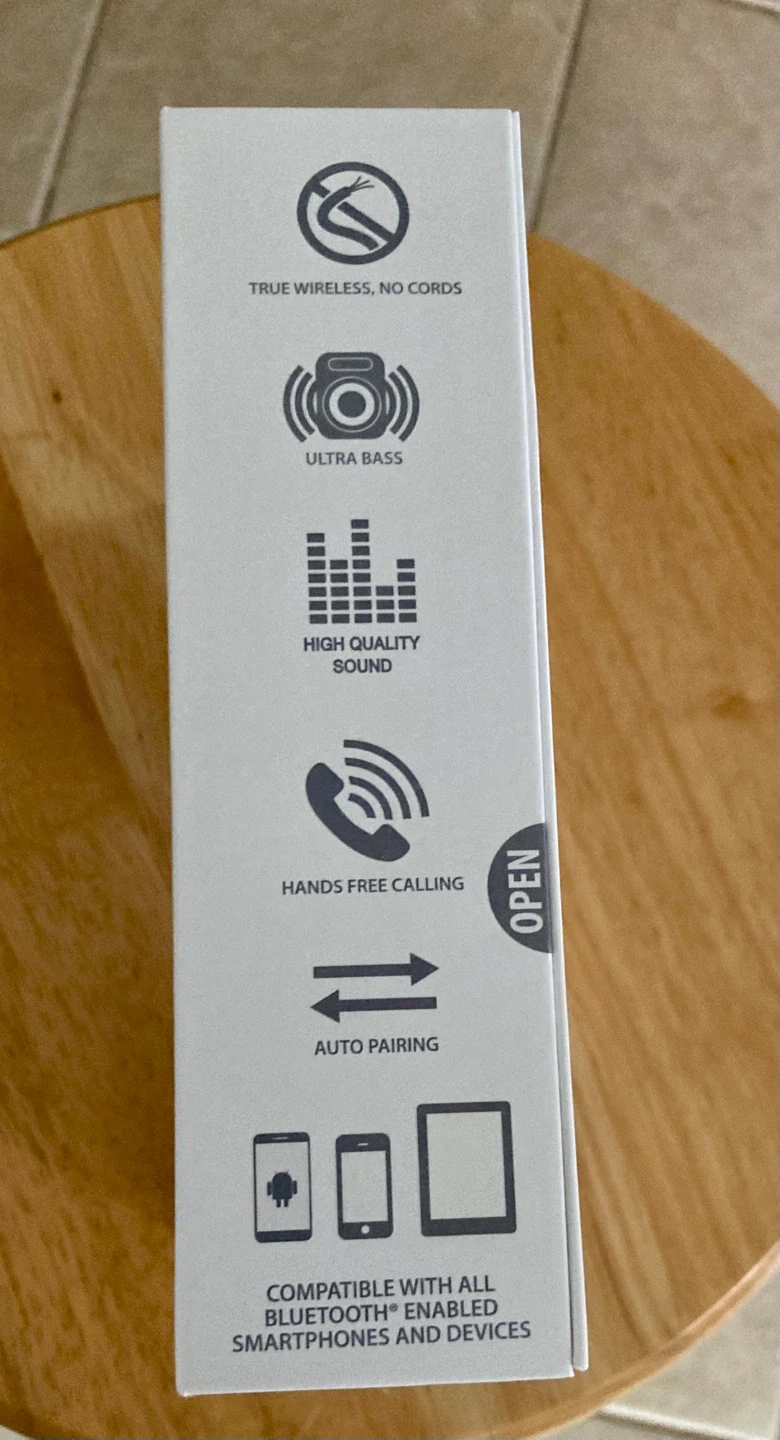 TRUE WIRELESS, NO CORDS
ULTRA BASS
HIGH QUALITY
SOUND
HANDS FREE CALLING
OPEN
AUTO PAIRING
COMPATIBLE WITH ALL
BLUETOOTH® ENABLED
SMARTPHONES AND DEVICES